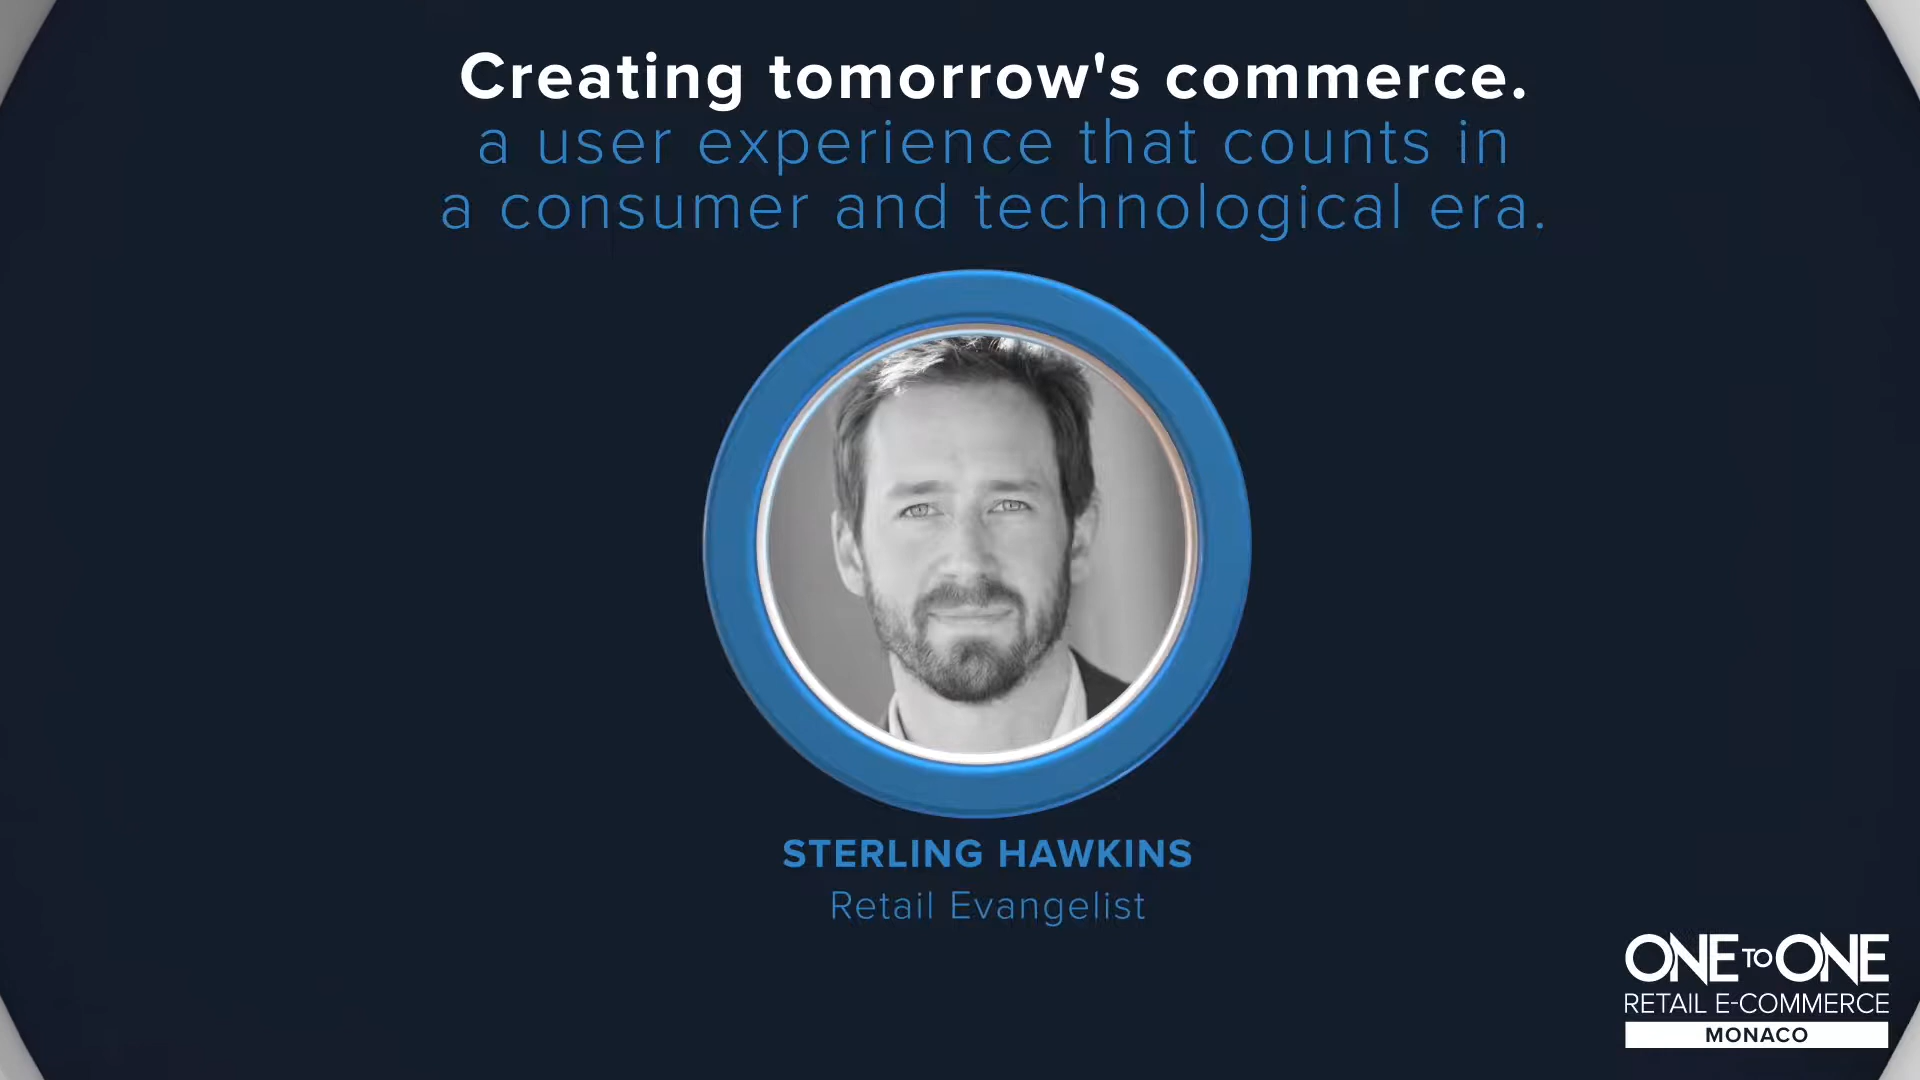 Creating tomorrow's commerce.
a user experience that counts in
a consumer and technological era.
STERLING HAWKINS
Retail Evangelist
ONE TO ONE
RETAIL E-COMMERCE
MONACO